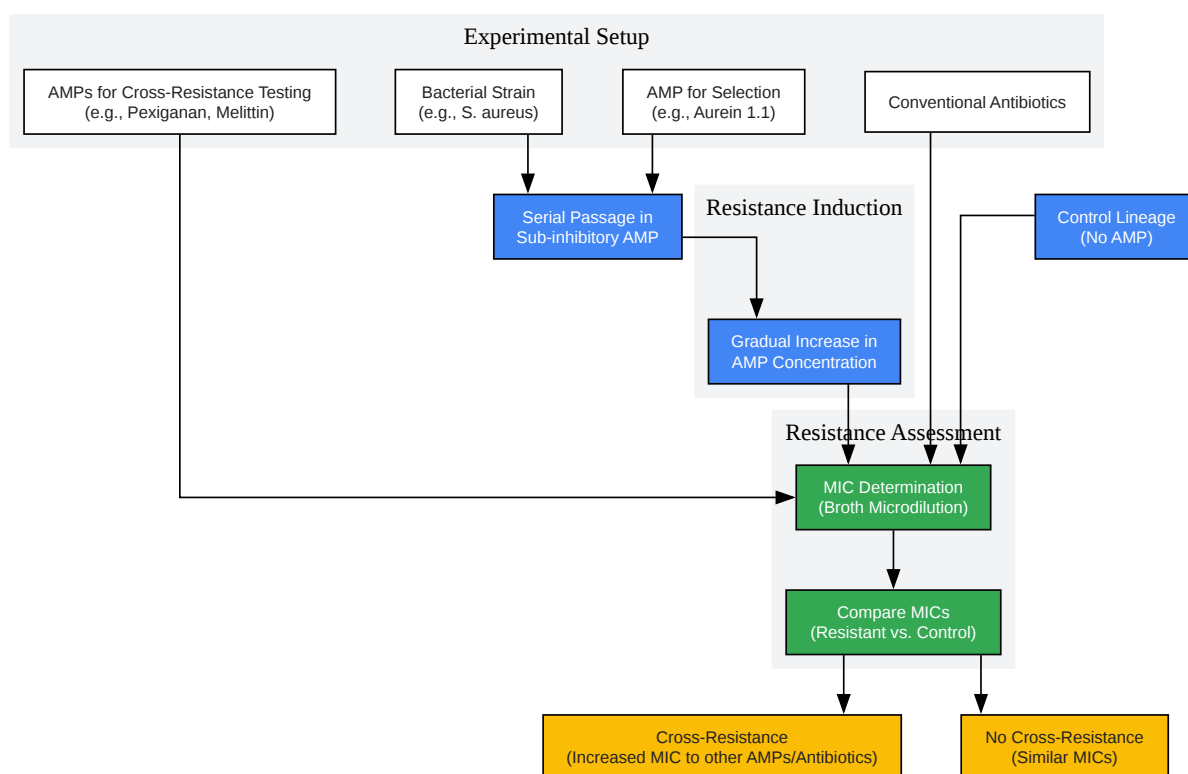 Experimental Setup
AMPs for Cross-Resistance Testing
(e.g., Pexiganan, Melittin)
Bacterial Strain
(e.g., S. aureus)
AMP for Selection
(e.g., Aurein 1.1)
Conventional Antibiotics
Serial Passage in
Sub-inhibitory AMP
Resistance Induction
Control Lineage
(No AMP)
Gradual Increase in
AMP Concentration
Resistance Assessment
MIC Determination
(Broth Microdilution)
Compare MICs
(Resistant vs. Control)
Cross-Resistance
(Increased MIC to other AMPs/Antibiotics)
No Cross-Resistance
(Similar MICs)